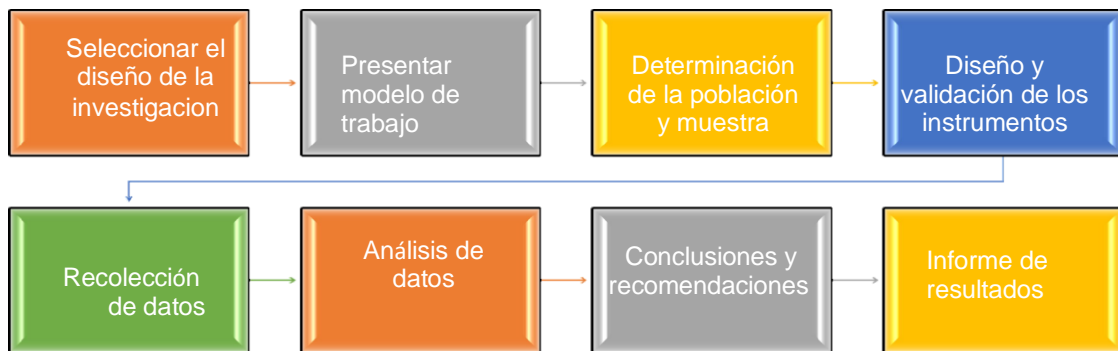 Seleccionar el
diseño de la
investigacion
Presentar
modelo de
trabajo
Determinación
de la población
y muestra
Diseño y
validación de los
instrumentos
Recolección
de datos
Análisis de
datos
Conclusiones y
recomendaciones
Informe de
resultados